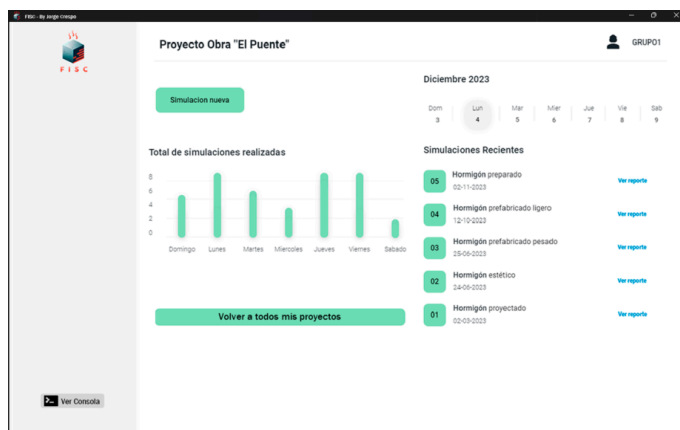 FISC - By Jorge Crespo
FISC
Proyecto Obra "El Puente"
GRUPO1
Simulacion nueva
Diciembre 2023
Dom Lun Mar Mier Jue Vie Sab
3 4 5 6 7 8 9
Total de simulaciones realizadas
8
6
4
2
0
Domingo Lunes Martes Miercoles Jueves Viernes Sabado
Simulaciones Recientes
05 Hormigón preparado Ver reporte
02-11-2023
04 Hormigón prefabricado ligero Ver reporte
12-10-2023
03 Hormigón prefabricado pesado Ver reporte
25-06-2023
02 Hormigón estético Ver reporte
24-06-2023
01 Hormigón proyectado Ver reporte
02-03-2023
Volver a todos mis proyectos
Ver Consola